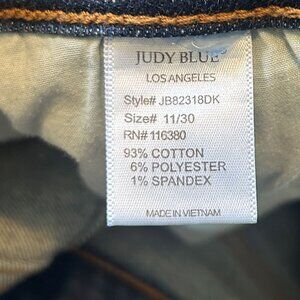 JUDY BLUE
LOS ANGELES
Style# JB82318DK
Size# 11/30
RN# 116380
93% COTTON
6% POLYESTER
1% SPANDEX
MADE IN VIETNAM